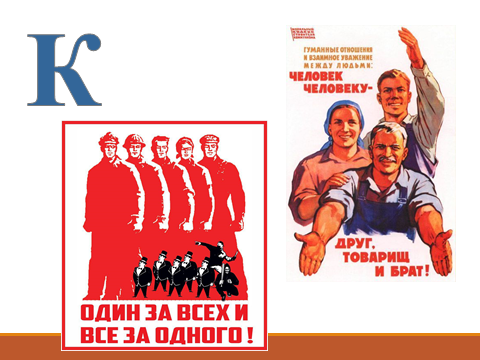 К
ГУМАННЫЕ ОТНОШЕНИЯ
И ВЗАИМНОЕ УВАЖЕНИЕ
МЕЖДУ ЛЮДЬМИ:
ЧЕЛОВЕК
ЧЕЛОВЕКУ-
ДРУГ,
ТОВАРИЩ
И БРАТ!
ОДИН ЗА ВСЕХ И
ВСЕ ЗА ОДНОГО!